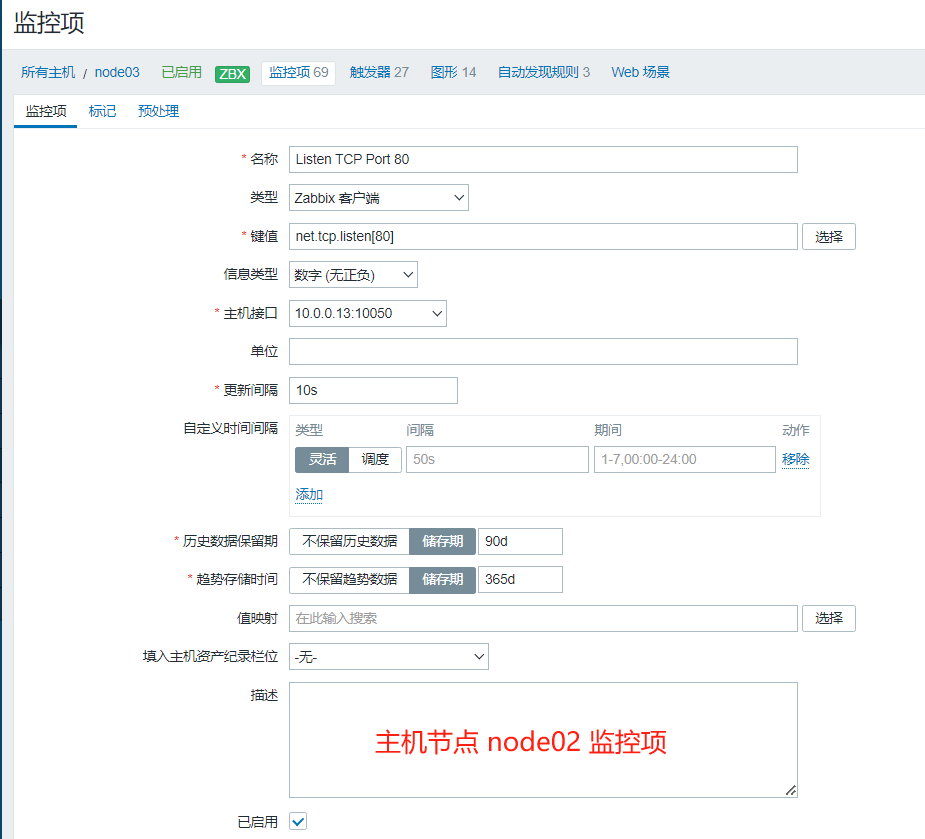 监控项
所有主机 / node03 已启用 ZBX 监控项 69 触发器 27 图形 14 自动发现规则 3 Web 场景
监控项 标记 预处理
* 名称 Listen TCP Port 80
类型 Zabbix 客户端
* 键值 net.tcp.listen[80] 选择
信息类型 数字 (无正负)
* 主机接口 10.0.0.13:10050
单位
* 更新间隔 10s
自定义时间间隔 类型 间隔 期间 动作
灵活 调度 50s 1-7,00:00-24:00 移除
添加
* 历史数据保留期 不保留历史数据 储存期 90d
* 趋势存储时间 不保留趋势数据 储存期 365d
值映射 在此输入搜索 选择
填入主机资产纪录栏位 -无-
描述
主机节点 node02 监控项
已启用